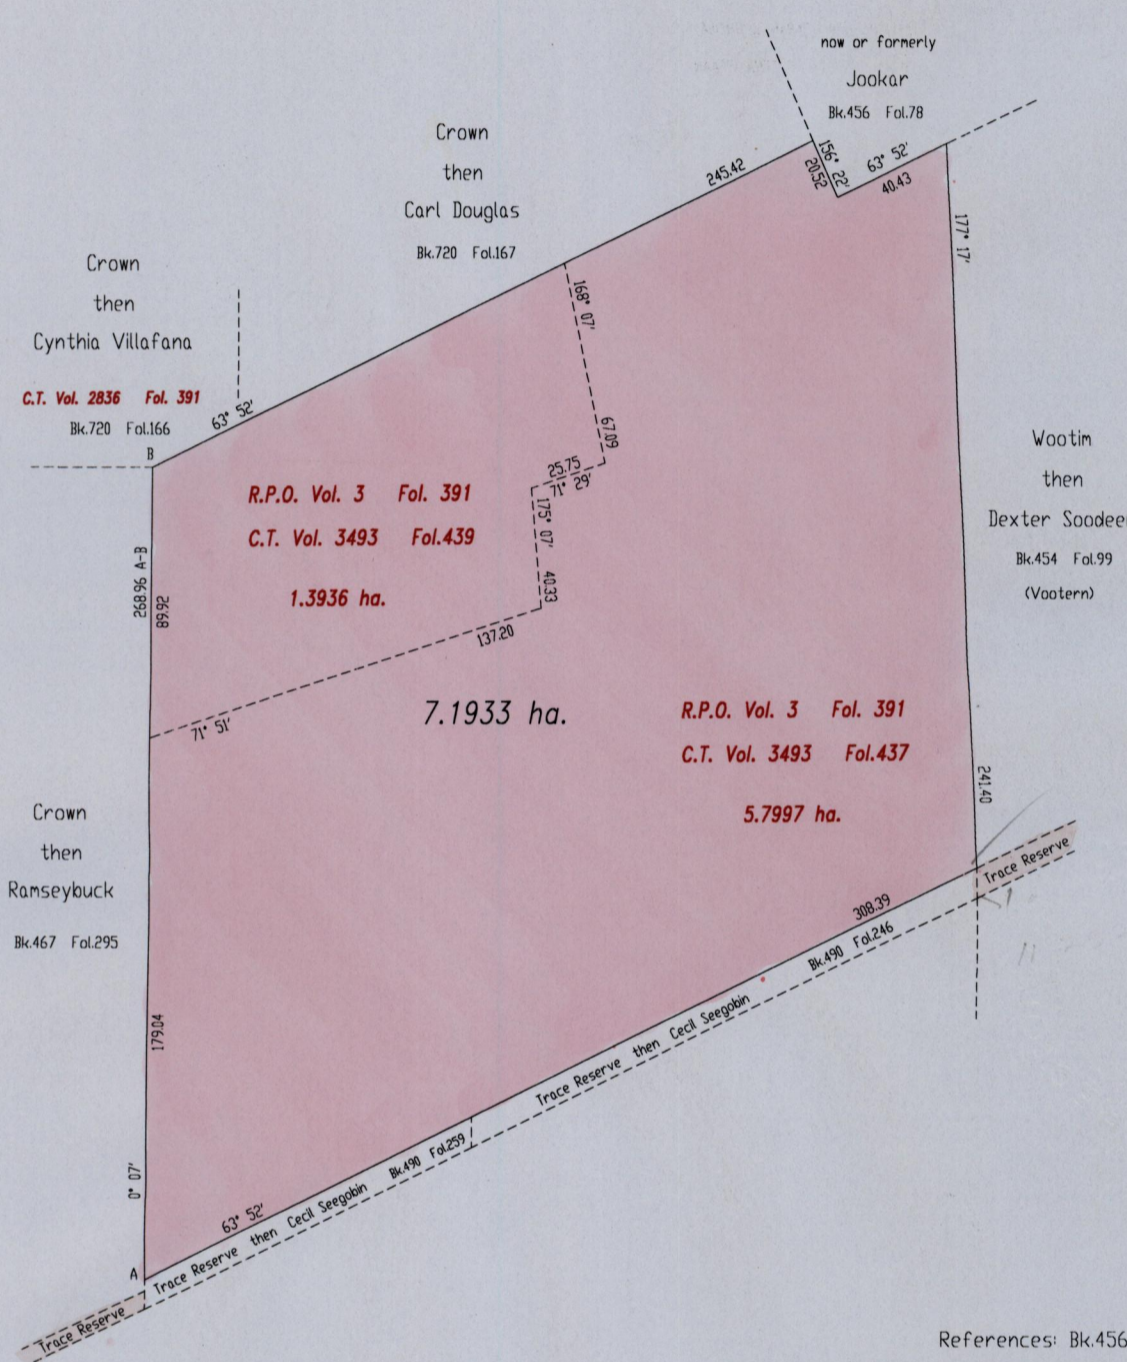 now or formerly
Jookar
Bk.456 Fol.78
Crown
then
Carl Douglas
Bk.720 Fol.167
245.42
156° 22'
20.52
63° 52'
40.43
177° 17'
Crown
then
Cynthia Villafana
C.T. Vol. 2836 Fol. 391
Bk.720 Fol.166
63° 52'
B
168° 07'
67.09
25.75
71° 29'
175° 07' 40.33
R.P.O. Vol. 3 Fol. 391
C.T. Vol. 3493 Fol.439
1.3936 ha.
Wootim
then
Dexter Soodee
Bk.454 Fol.99
(Vootern)
268.96 A-B
89.92
137.20
71° 51'
7.1933 ha.
R.P.O. Vol. 3 Fol. 391
C.T. Vol. 3493 Fol.437
5.7997 ha.
241.40
Crown
then
Ramseybuck
Bk.467 Fol.295
Trace Reserve
308.39
Bk.490 Fol.246
Trace Reserve then Cecil Seegobin
179.04
0° 07'
Bk.490 Fol.259
63° 52'
Trace Reserve then Cecil Seegobin
A
Trace Reserve
References: Bk.456